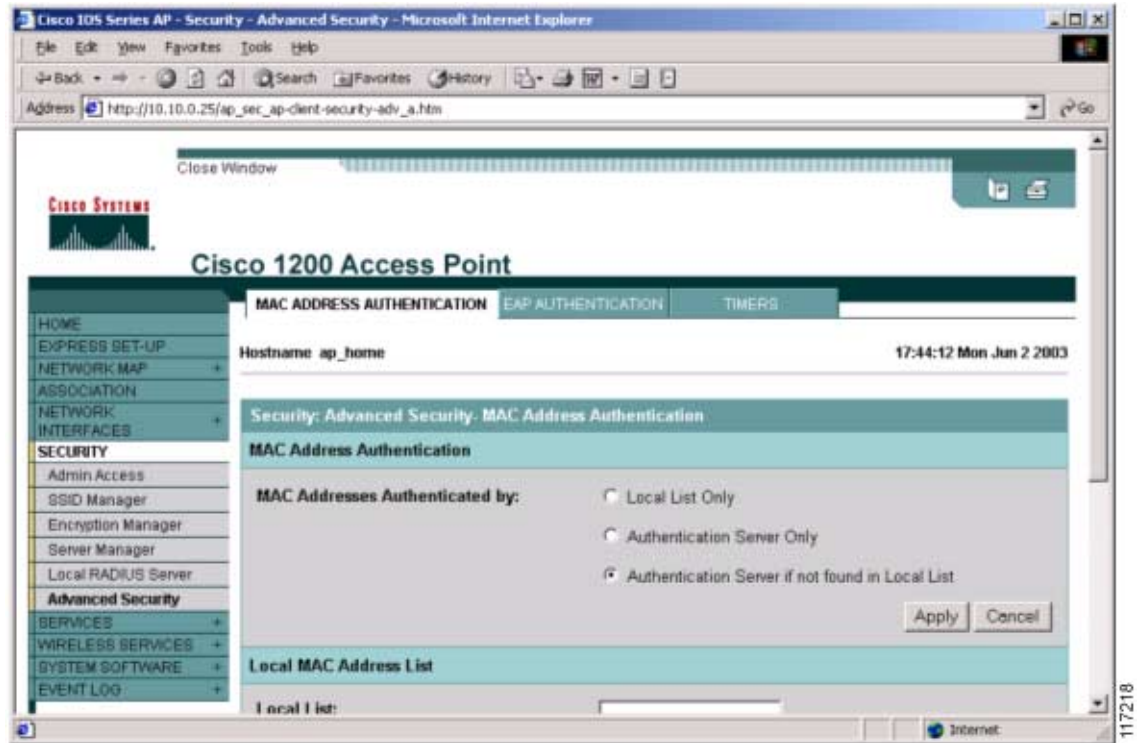 Cisco IOS Series AP - Security - Advanced Security - Microsoft Internet Explorer
File Edit View Favorites Tools Help
Back Search Favorites History
Address http://10.10.0.25/ap_sec_ap-client-security-adv_a.htm Go
Close Window
CISCO SYSTEMS
Cisco 1200 Access Point
MAC ADDRESS AUTHENTICATION EAP AUTHENTICATION TIMERS
HOME
EXPRESS SET-UP
NETWORK MAP +
ASSOCIATION
NETWORK INTERFACES +
SECURITY
Admin Access
SSID Manager
Encryption Manager
Server Manager
Local RADIUS Server
Advanced Security
SERVICES +
WIRELESS SERVICES +
SYSTEM SOFTWARE +
EVENT LOG +
Hostname ap_home 17:44:12 Mon Jun 2 2003
Security: Advanced Security- MAC Address Authentication
MAC Address Authentication
MAC Addresses Authenticated by: Local List Only
Authentication Server Only
Authentication Server if not found in Local List
Apply Cancel
Local MAC Address List
Local List:
Internet
117218